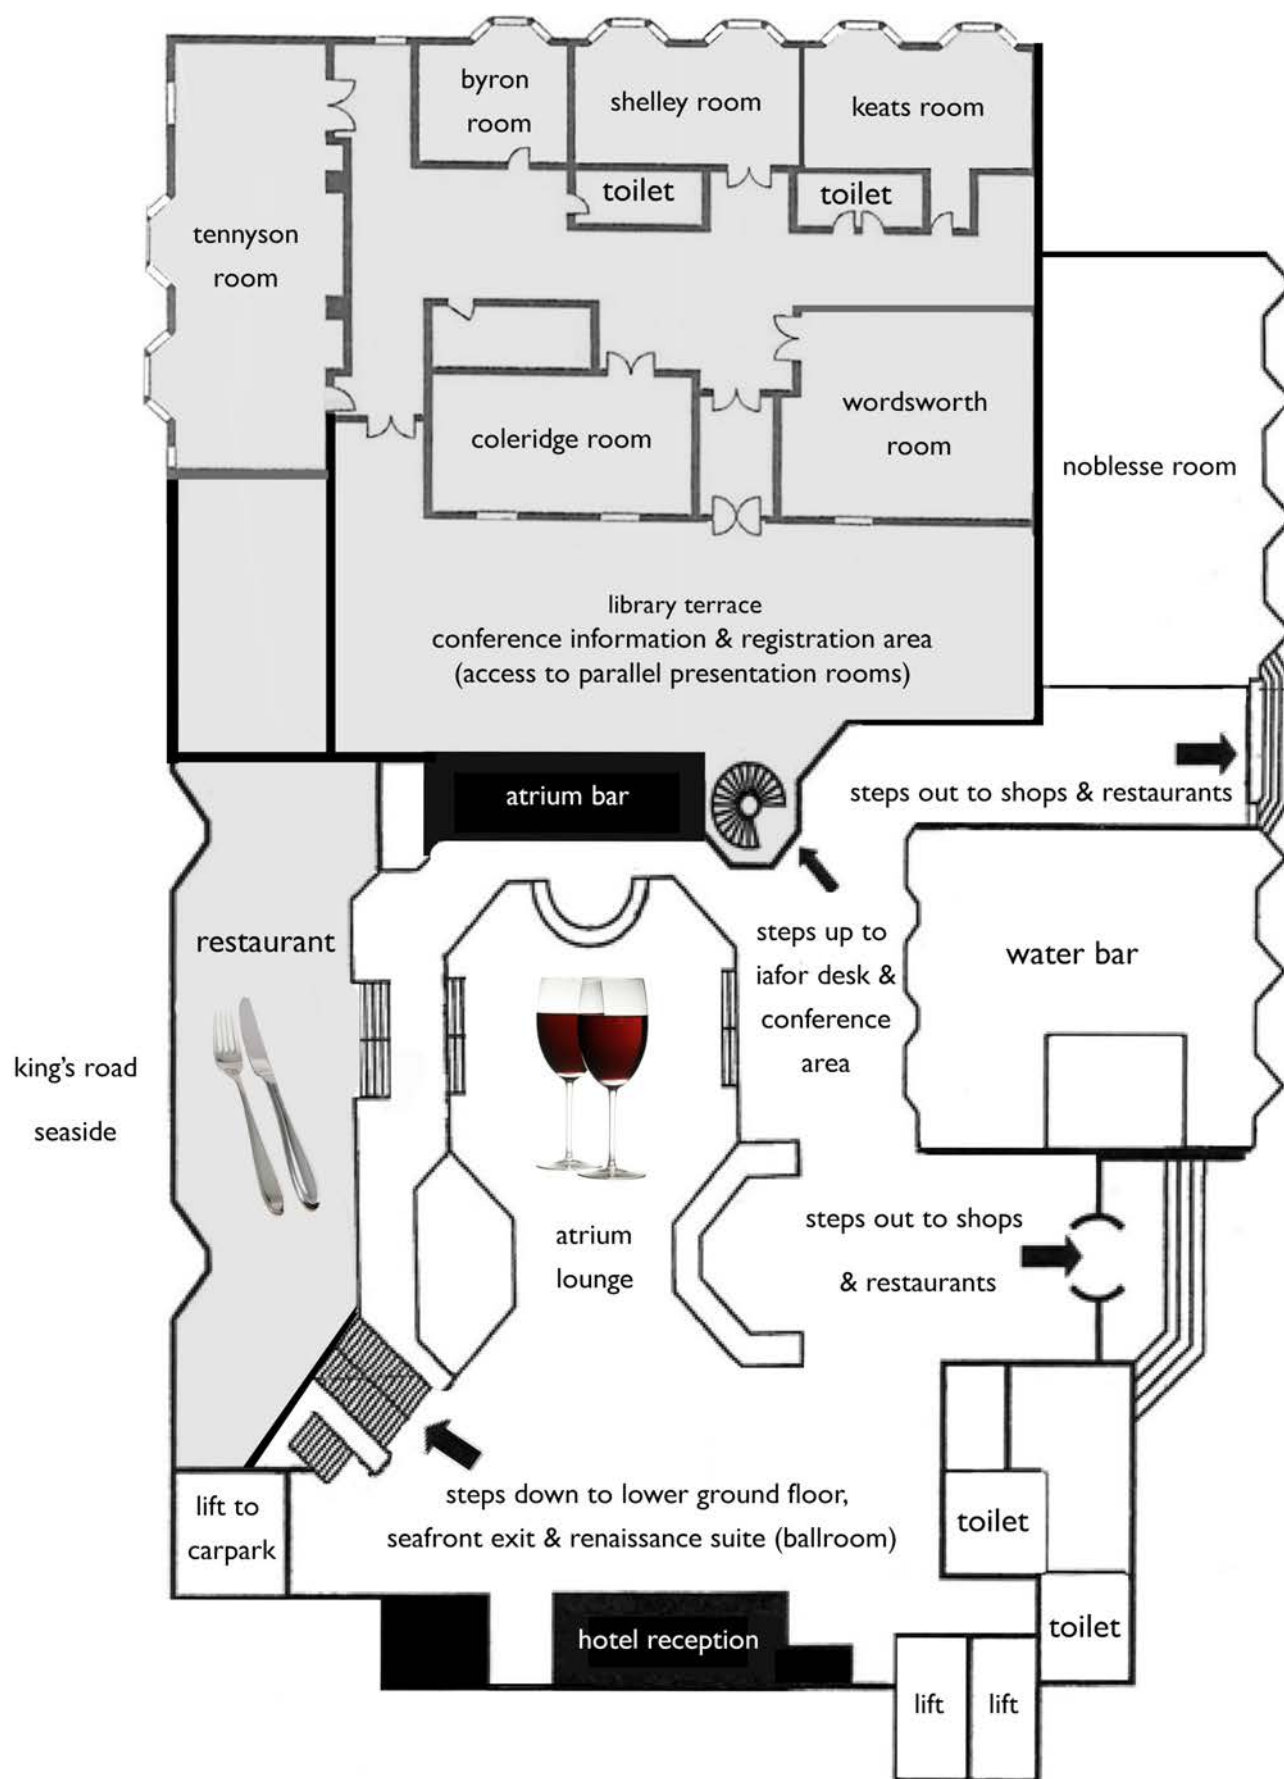 byron
room
shelley room
keats room
toilet
toilet
tennyson
room
wordsworth
room
coleridge room
noblesse room
library terrace
conference information & registration area
(access to parallel presentation rooms)
atrium bar
steps out to shops & restaurants
restaurant
steps up to
iafor desk &
conference
area
water bar
king's road
seaside
atrium
lounge
steps out to shops
& restaurants
lift to
carpark
steps down to lower ground floor,
seafront exit & renaissance suite (ballroom)
toilet
toilet
hotel reception
lift
lift